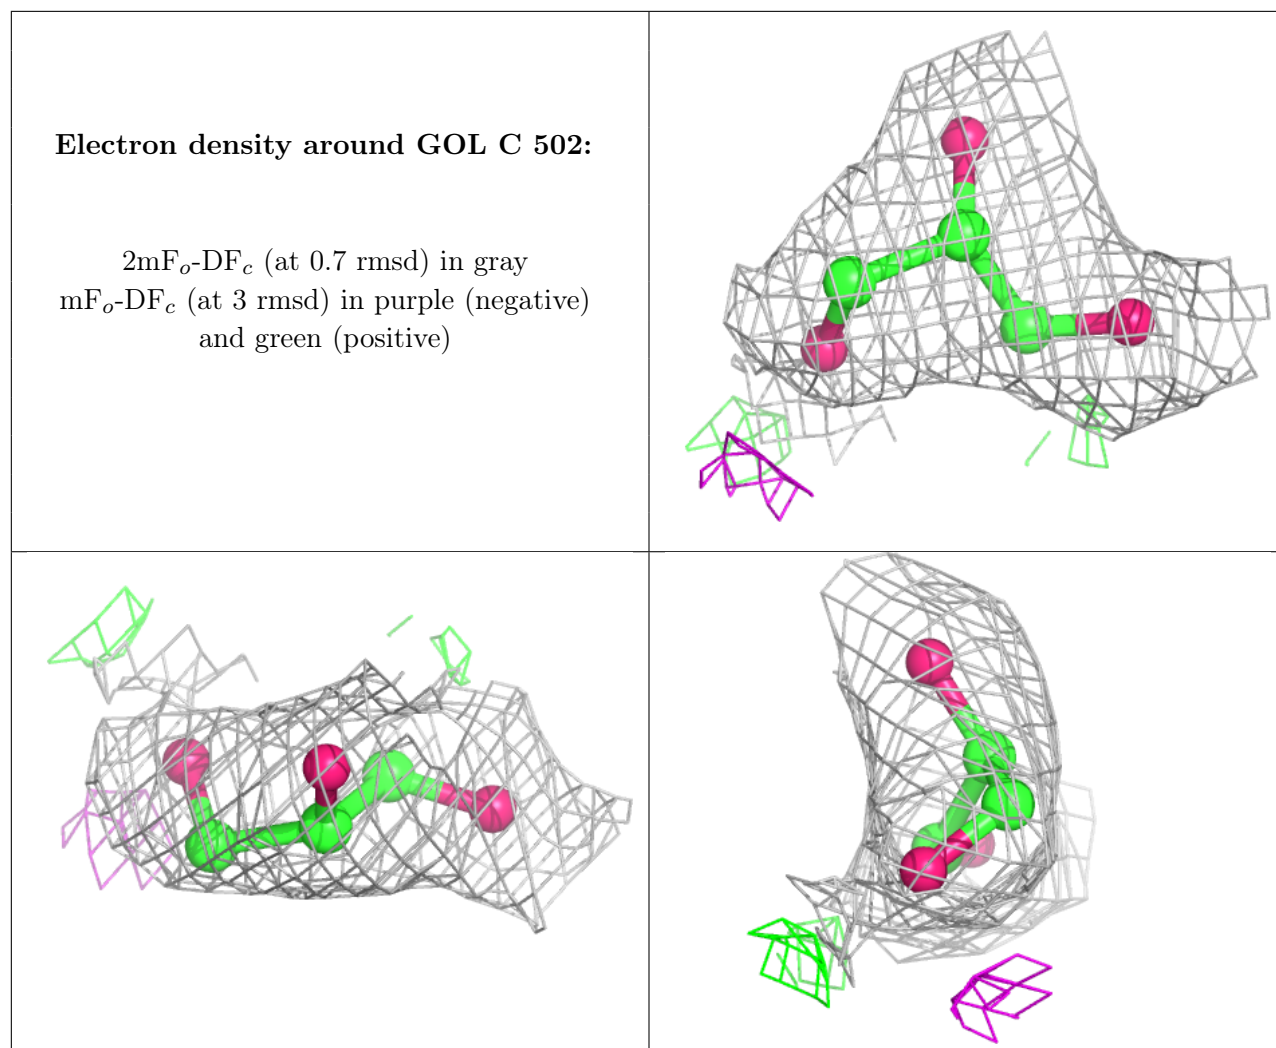 Electron density around GOL C 502:
2mFo-DFc (at 0.7 rmsd) in gray
mFo-DFc (at 3 rmsd) in purple (negative)
and green (positive)